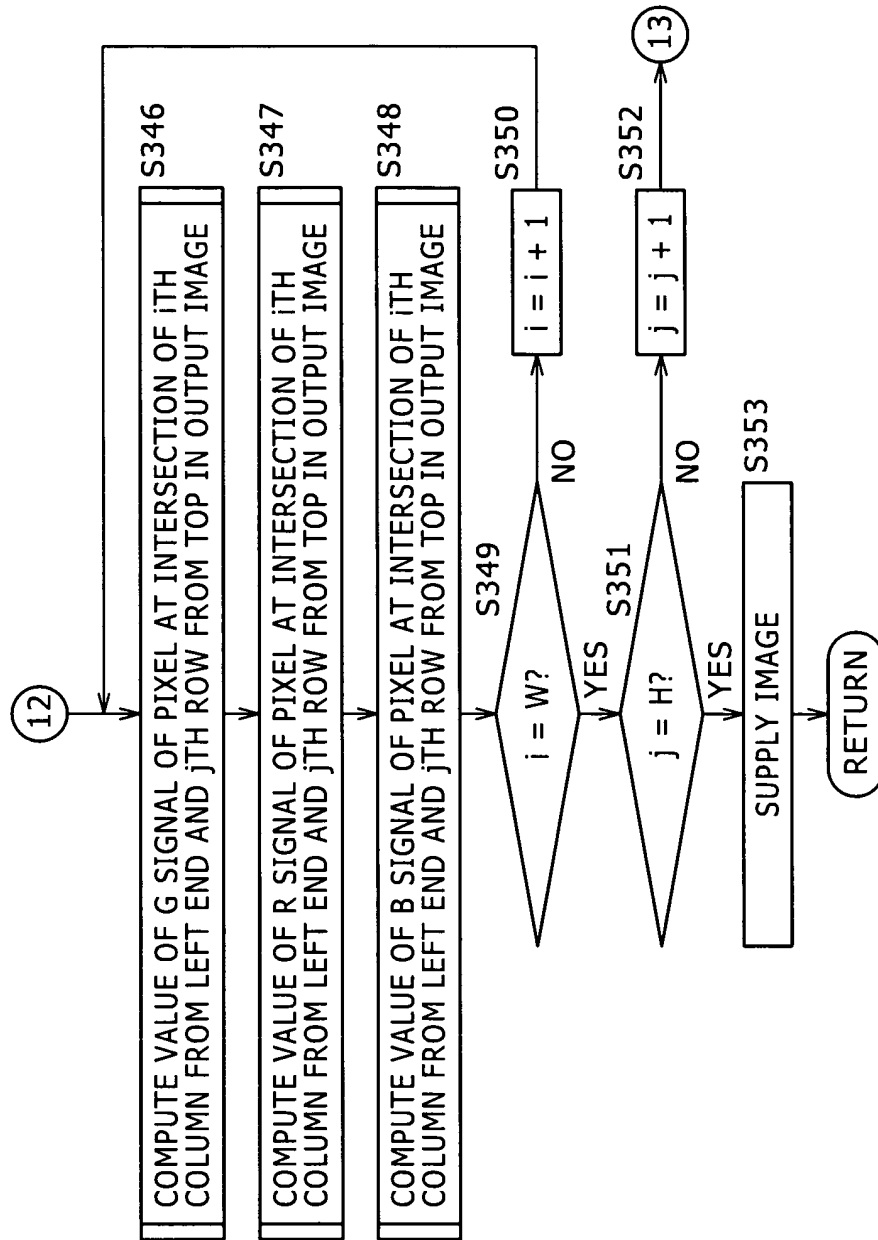 12
S346
COMPUTE VALUE OF G SIGNAL OF PIXEL AT INTERSECTION OF iTH
COLUMN FROM LEFT END AND jTH ROW FROM TOP IN OUTPUT IMAGE
S347
COMPUTE VALUE OF R SIGNAL OF PIXEL AT INTERSECTION OF iTH
COLUMN FROM LEFT END AND jTH ROW FROM TOP IN OUTPUT IMAGE
S348
COMPUTE VALUE OF B SIGNAL OF PIXEL AT INTERSECTION OF iTH
COLUMN FROM LEFT END AND jTH ROW FROM TOP IN OUTPUT IMAGE
S349
i = W?
NO
S350
i = i + 1
YES
S351
j = H?
NO
S352
j = j + 1
13
YES
S353
SUPPLY IMAGE
RETURN